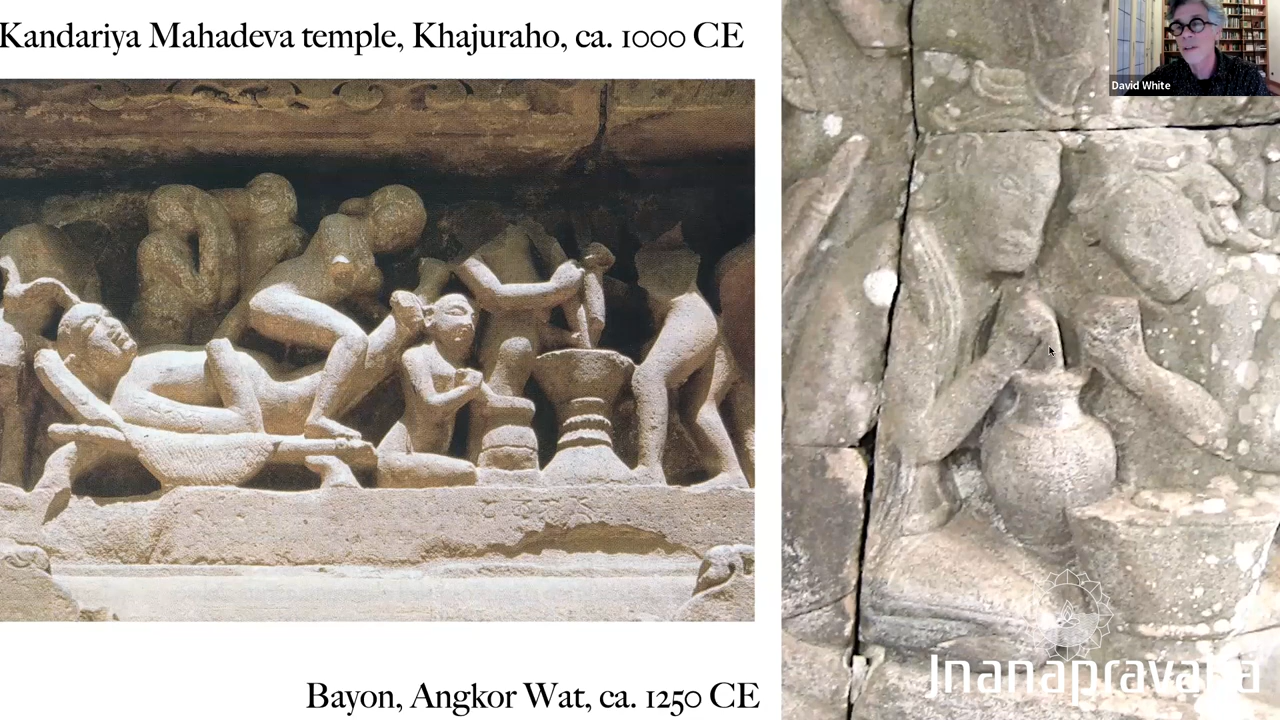 Kandariya Mahadeva temple, Khajuraho, ca. 1000 CE
David White
Bayon, Angkor Wat, ca. 1250 CE
Jnanapravaha